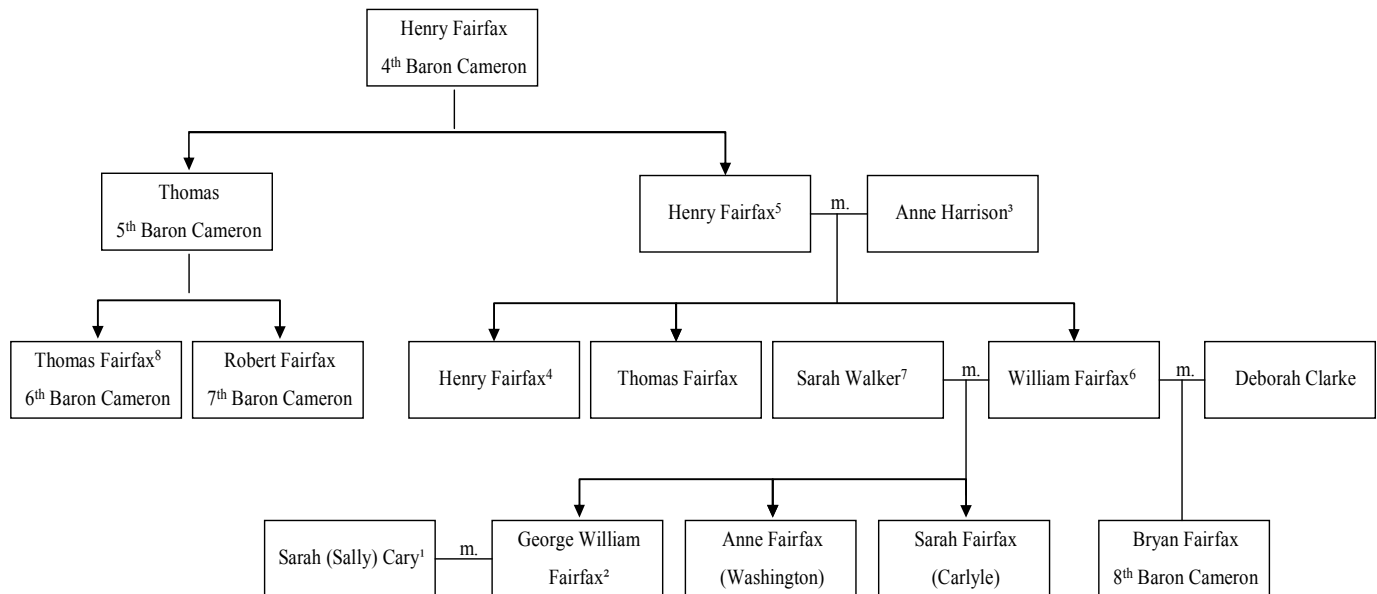 Henry Fairfax
4th Baron Cameron
Thomas
5th Baron Cameron
Henry Fairfax⁵
m.
Anne Harrison³
Thomas Fairfax⁸
6th Baron Cameron
Robert Fairfax
7th Baron Cameron
Henry Fairfax⁴
Thomas Fairfax
Sarah Walker⁷
m.
William Fairfax⁶
m.
Deborah Clarke
Sarah (Sally) Cary¹
m.
George William
Fairfax²
Anne Fairfax
(Washington)
Sarah Fairfax
(Carlyle)
Bryan Fairfax
8th Baron Cameron